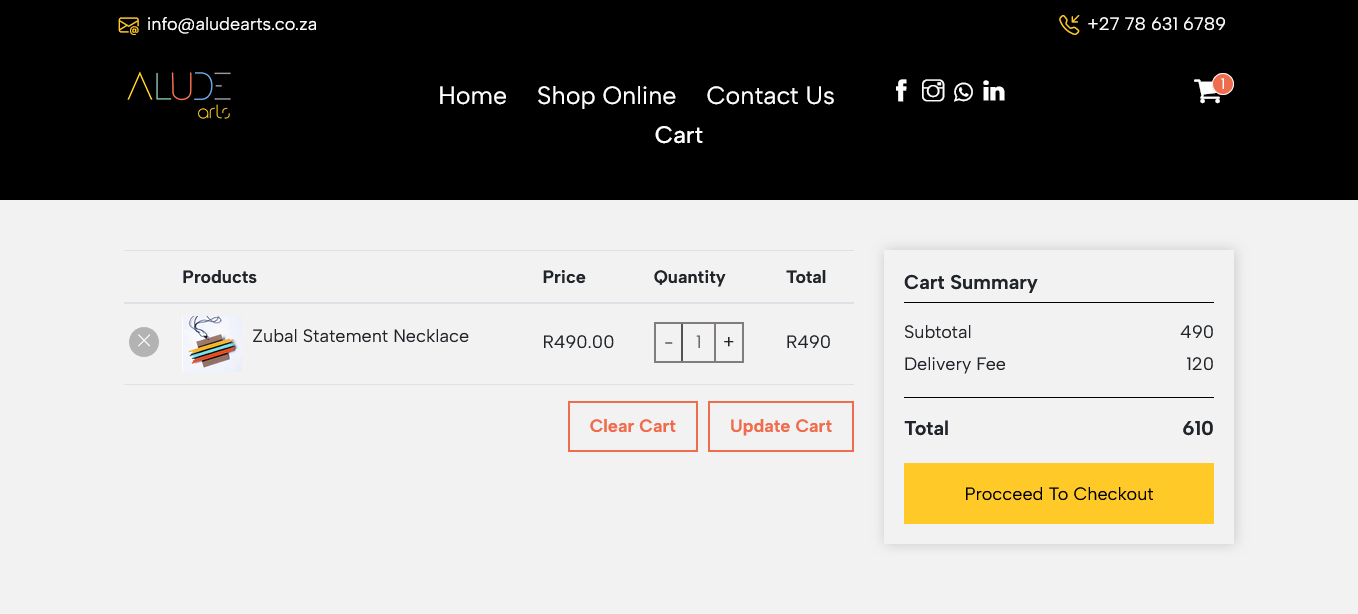 info@aludearts.co.za
+27 78 631 6789
ALUDE
arts
Home Shop Online Contact Us
1
Cart
Products Price Quantity Total
Zubal Statement Necklace R490.00 - 1 + R490
Clear Cart Update Cart
Cart Summary
Subtotal 490
Delivery Fee 120
Total 610
Procceed To Checkout